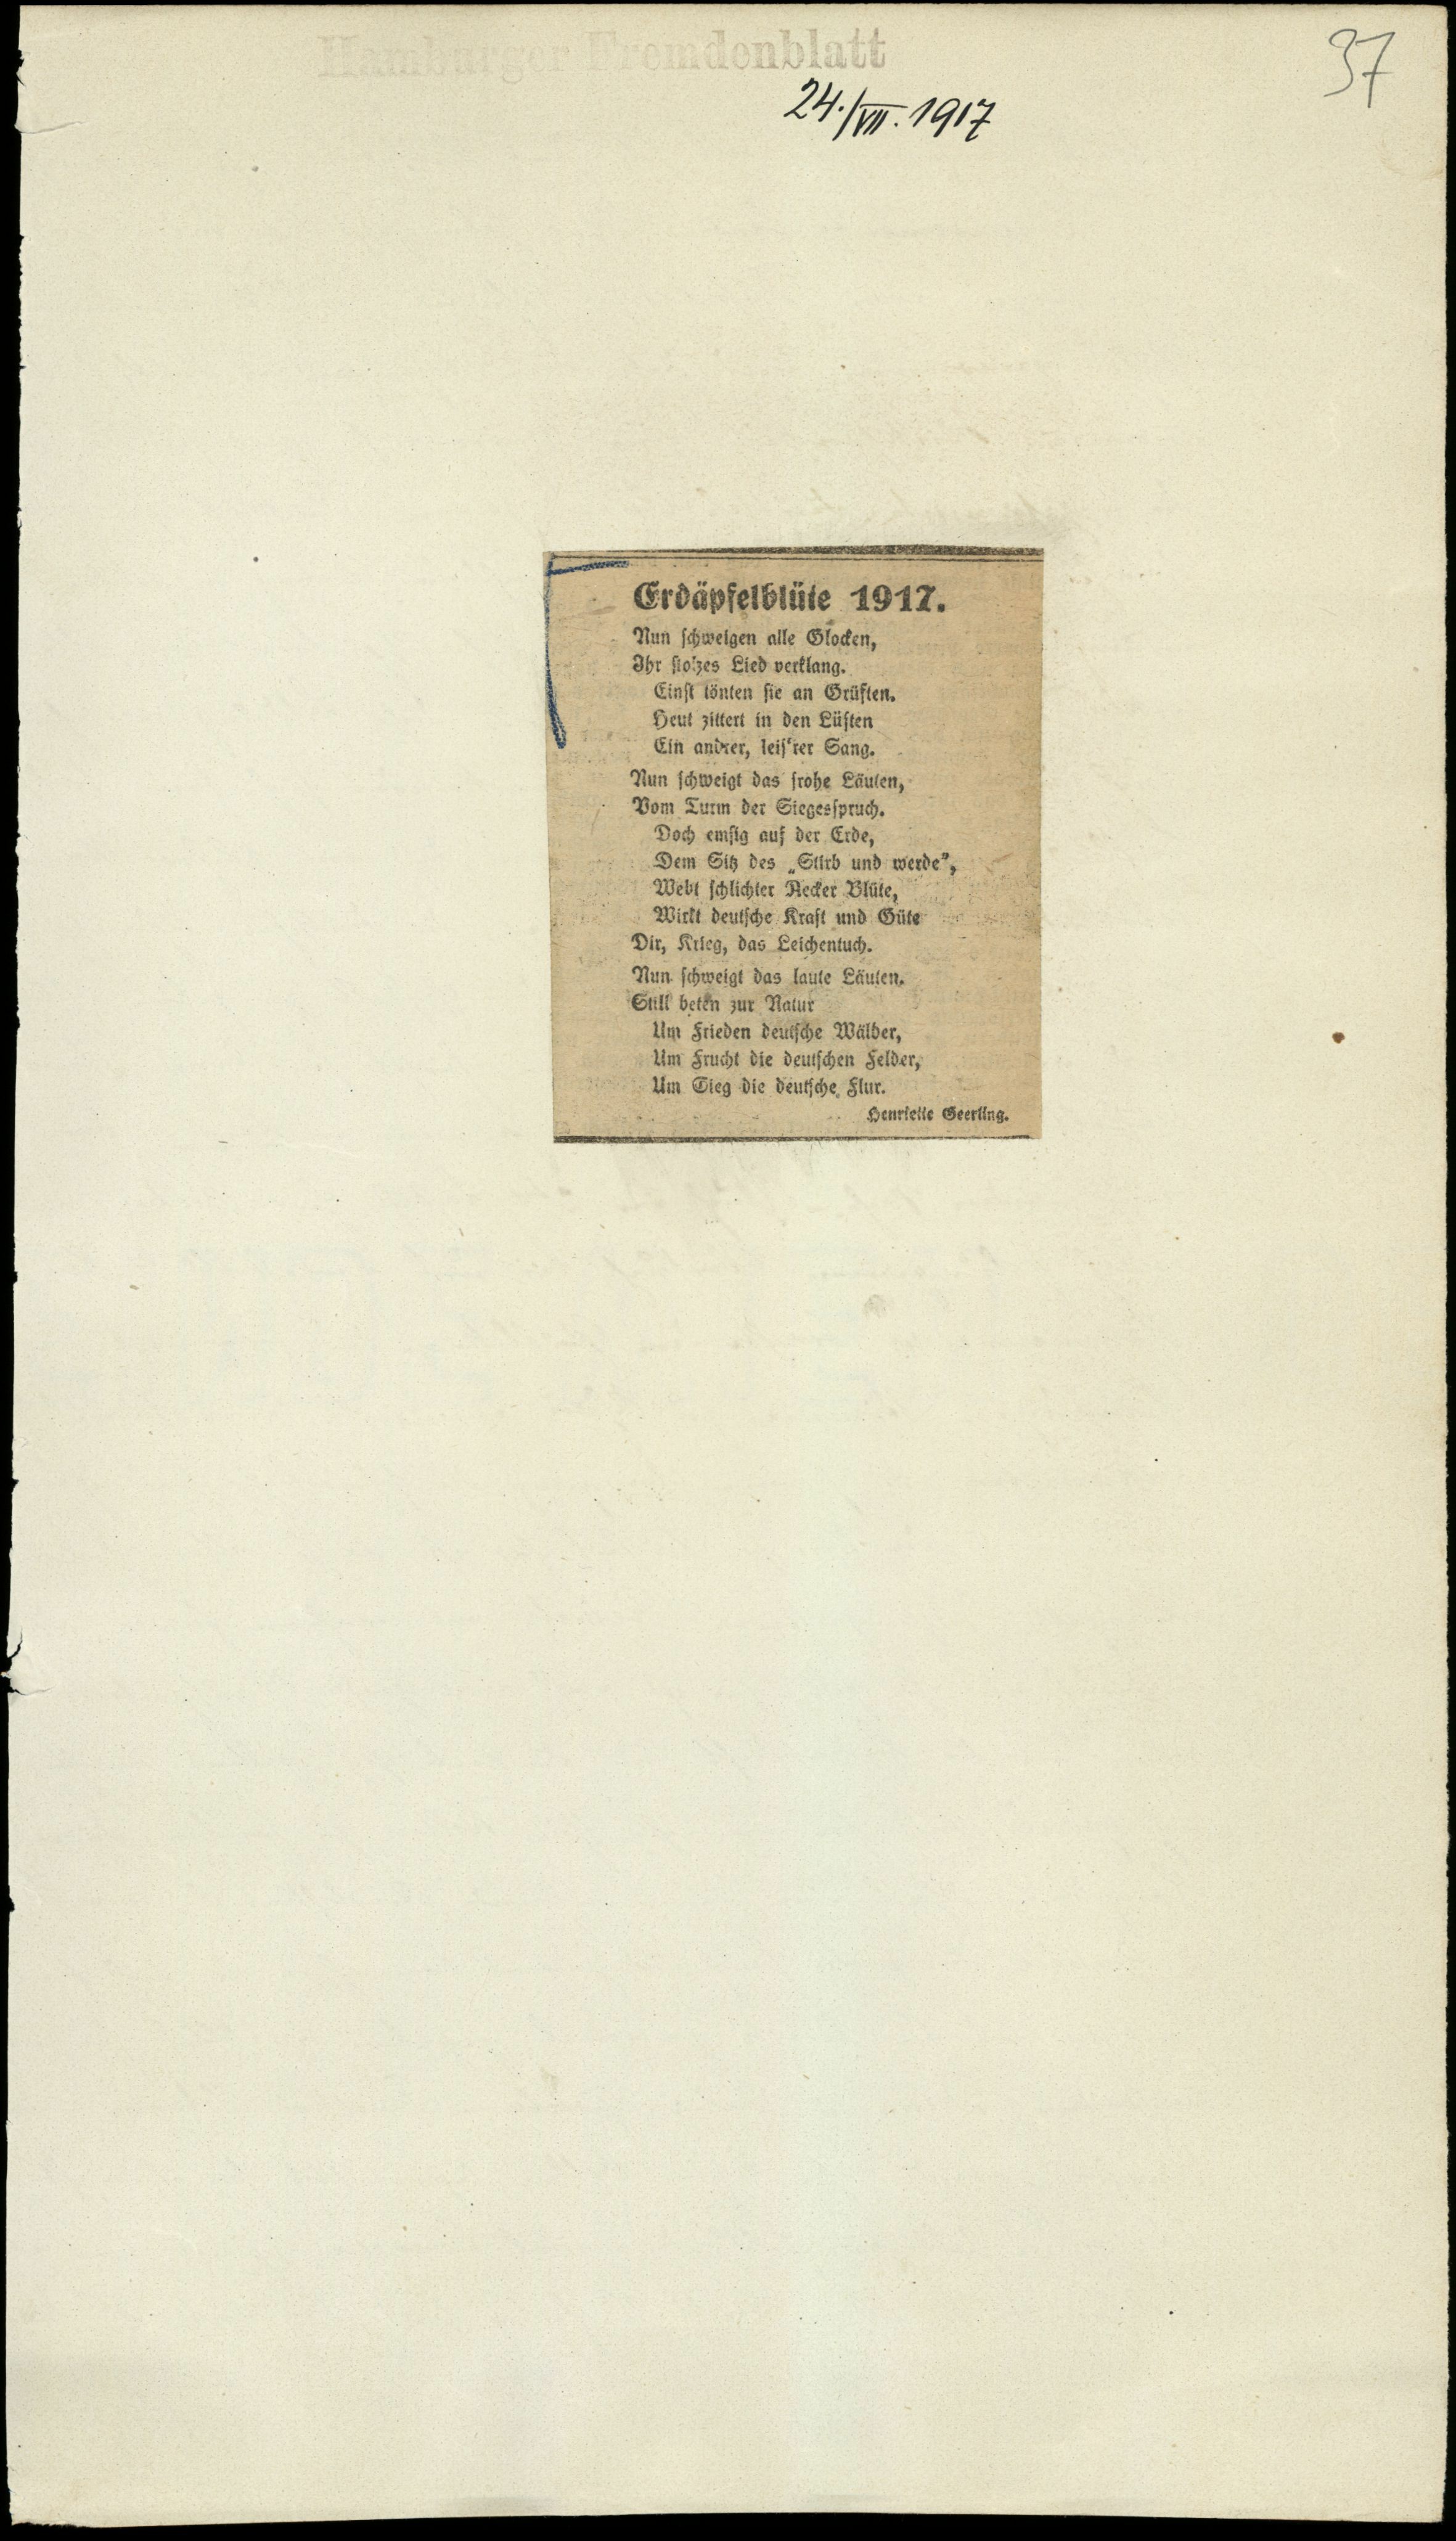 Hamburger Fremdenblatt
37
24./VII. 1917
Erdäpfelblüte 1917.
Nun schweigen alle Glocken,
Ihr stolzes Lied verklang.
Einst tönten sie an Grüften.
Heut zittert in den Lüften
Ein andrer, leis'rer Sang.
Nun schweigt das frohe Läuten,
Vom Turm der Siegesspruch.
Doch emsig auf der Erde,
Dem Sitz des „Stirb und werde",
Webt schlichter Aecker Blüte,
Wirkt deutsche Kraft und Güte
Dir, Krieg, das Leichentuch.
Nun schweigt das laute Läuten.
Still beten zur Natur
Um Frieden deutsche Wälder,
Um Frucht die deutschen Felder,
Um Sieg die deutsche Flur.
Henriette Geerling.